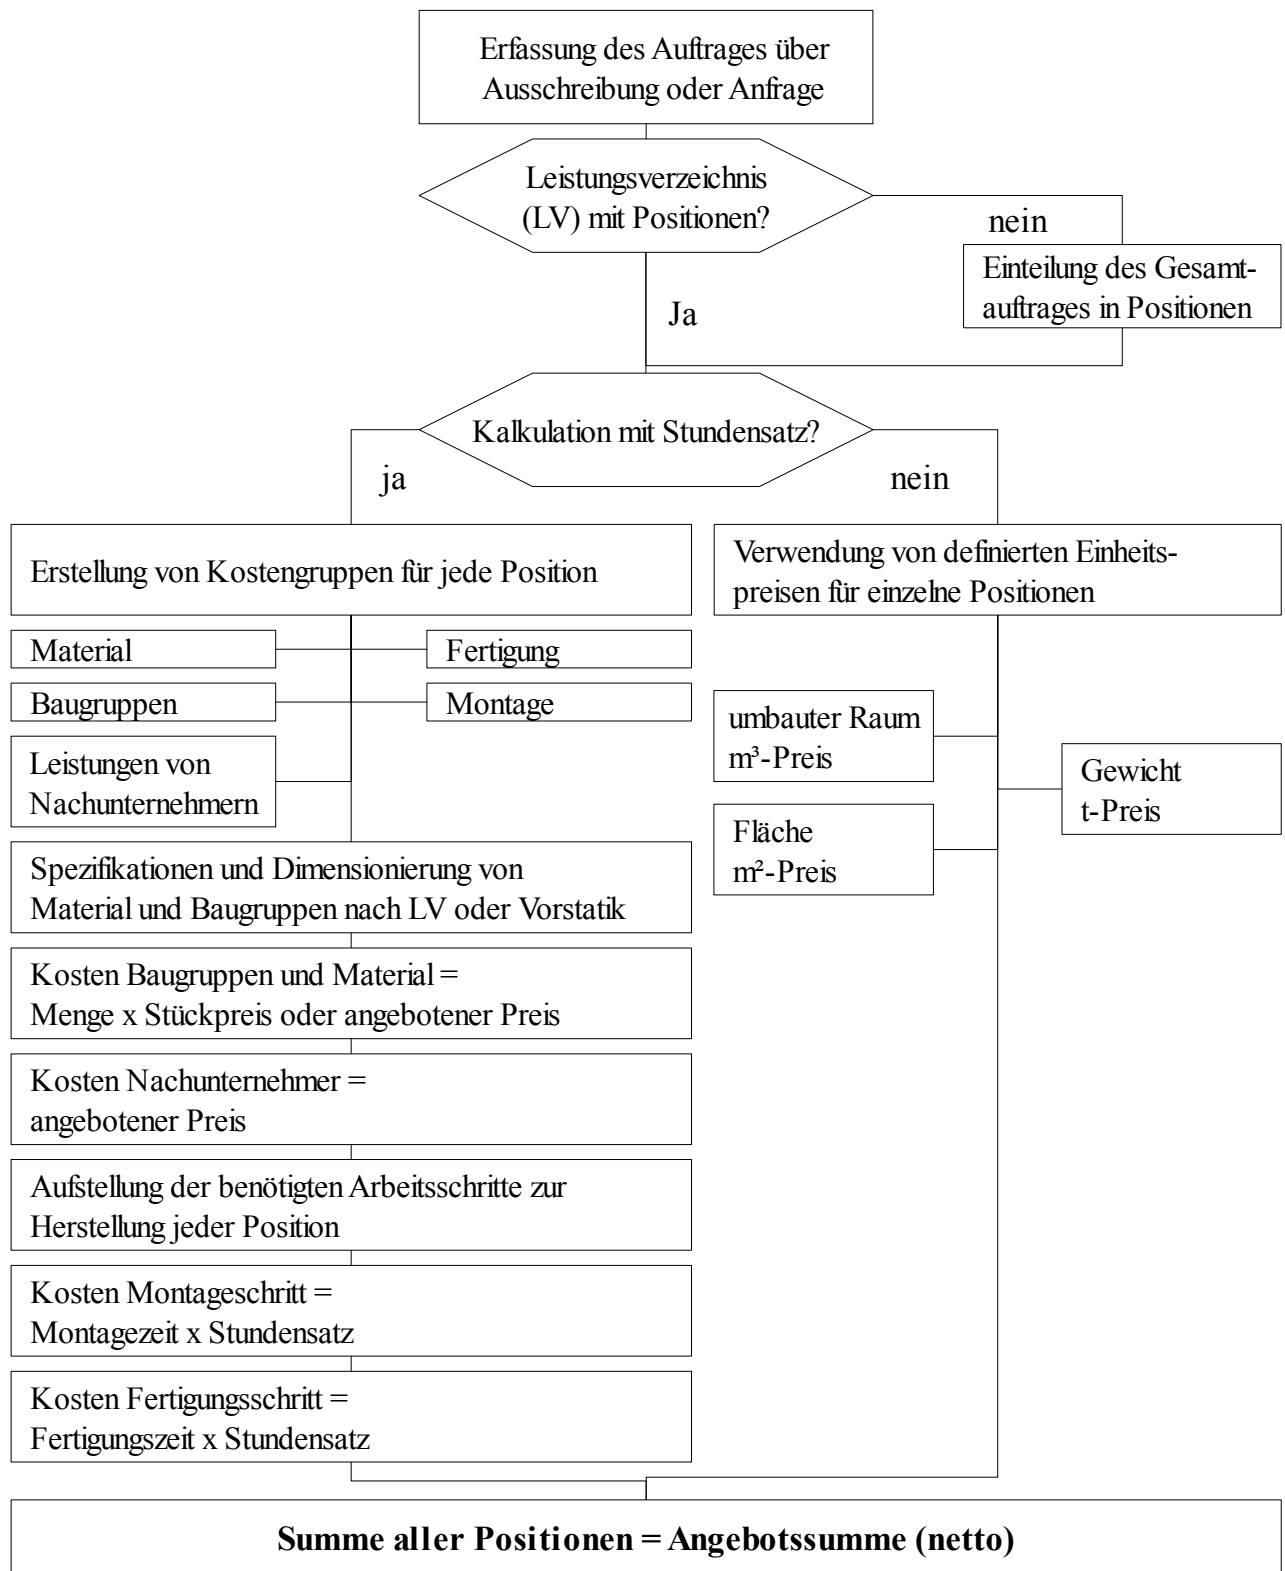 Erfassung des Auftrages über
Ausschreibung oder Anfrage
Leistungsverzeichnis
(LV) mit Positionen?
nein
Einteilung des Gesamt-
auftrages in Positionen
Ja
Kalkulation mit Stundensatz?
ja
nein
Erstellung von Kostengruppen für jede Position
Material
Fertigung
Baugruppen
Montage
Leistungen von
Nachunternehmern
Spezifikationen und Dimensionierung von
Material und Baugruppen nach LV oder Vorstatik
Kosten Baugruppen und Material =
Menge x Stückpreis oder angebotener Preis
Kosten Nachunternehmer =
angebotener Preis
Aufstellung der benötigten Arbeitsschritte zur
Herstellung jeder Position
Kosten Montageschritt =
Montagezeit x Stundensatz
Kosten Fertigungsschritt =
Fertigungszeit x Stundensatz
Verwendung von definierten Einheits-
preisen für einzelne Positionen
umbauter Raum
m³-Preis
Gewicht
t-Preis
Fläche
m²-Preis
Summe aller Positionen = Angebotssumme (netto)